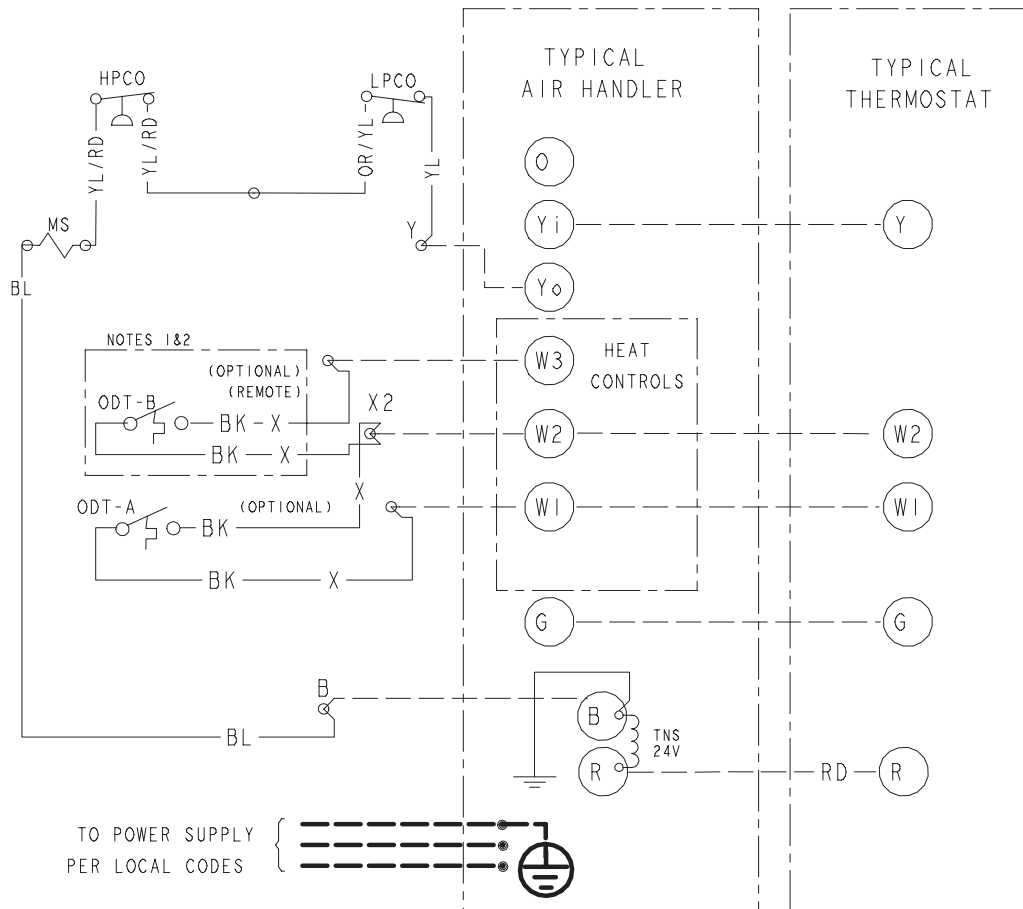 TYPICAL
AIR HANDLER
TYPICAL
THERMOSTAT
HPCO
LPCO
YL/RD
YL/RD
OR/YL
YL
O
MS
Y
Yi
Y
BL
Yo
NOTES 1&2
(OPTIONAL)
(REMOTE)
W3
HEAT
CONTROLS
ODT-B
BK-X
X2
BK X
W2
W2
X
ODT-A
(OPTIONAL)
BK
W1
W1
BK X
G
G
B
B
BL
TNS
24V
R
RD
R
TO POWER SUPPLY
PER LOCAL CODES